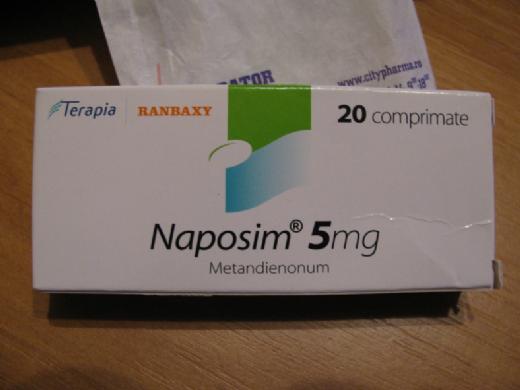 www.citypharma.ro
Terapia
RANBAXY
20 comprimate
Naposim® 5mg
Metandienonum